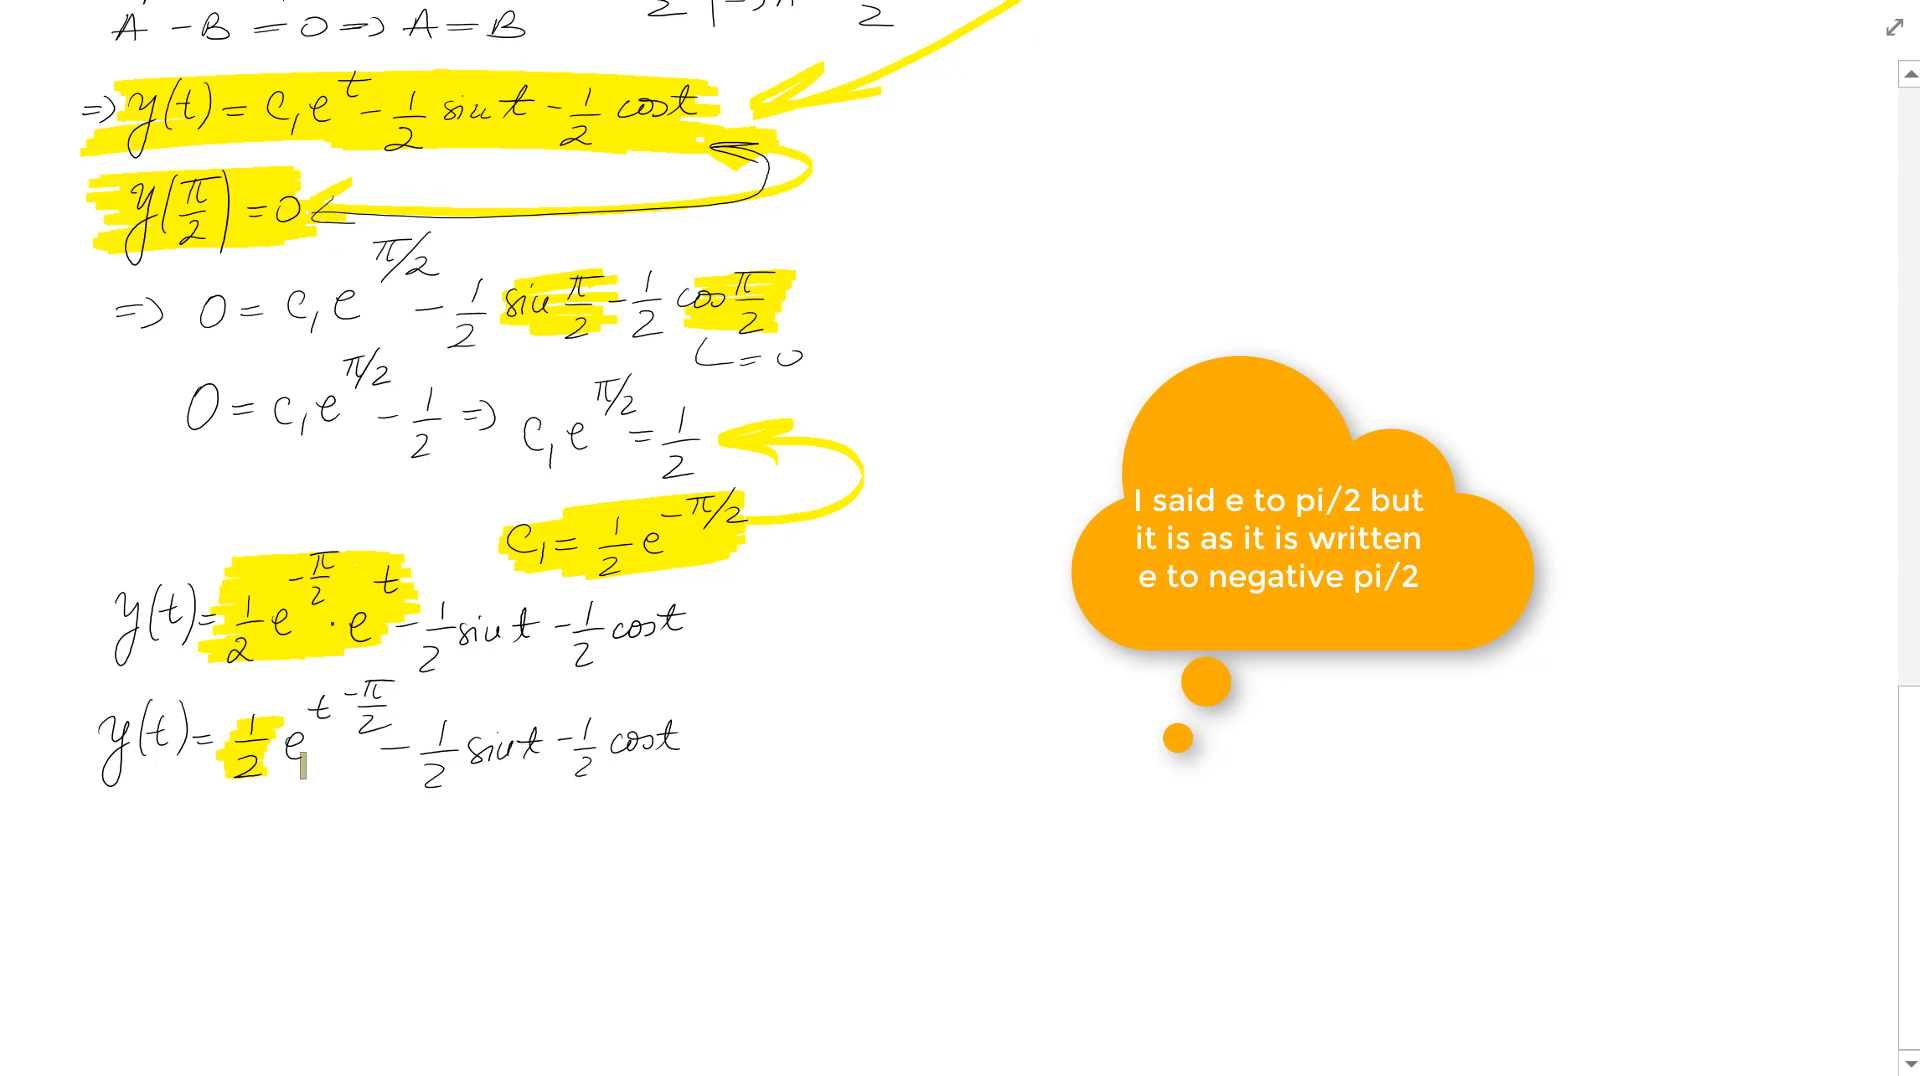 A - B = 0 => A = B
=> y(t) = c₁e^t - 1/2 sin t - 1/2 cos t
y(π/2) = 0
=> 0 = c₁e^π/2 - 1/2 sin π/2 - 1/2 cos π/2
= 0
0 = c₁e^π/2 - 1/2 => c₁e^π/2 = 1/2
c₁ = 1/2 e^-π/2
y(t) = 1/2 e^-π/2 · e^t - 1/2 sin t - 1/2 cos t
y(t) = 1/2 e^t-π/2 - 1/2 sin t - 1/2 cos t
I said e to pi/2 but
it is as it is written
e to negative pi/2